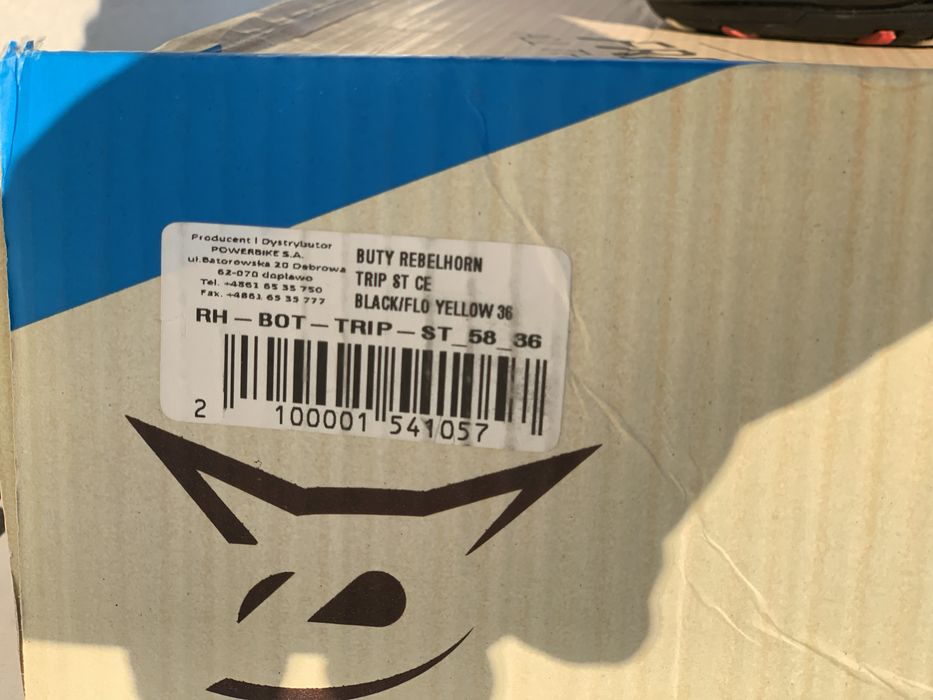 Producent i Dystrybutor
POWERBIKE S.A.
ul.Batorowska 20 Dabrowa
62-070 dopiewo
Tel. +4861 65 35 750
Fax. +4861 65 35 777
BUTY REBELHORN
TRIP ST CE
BLACK/FLO YELLOW 36
RH-BOT-TRIP-ST_58_36
2 100001 541057